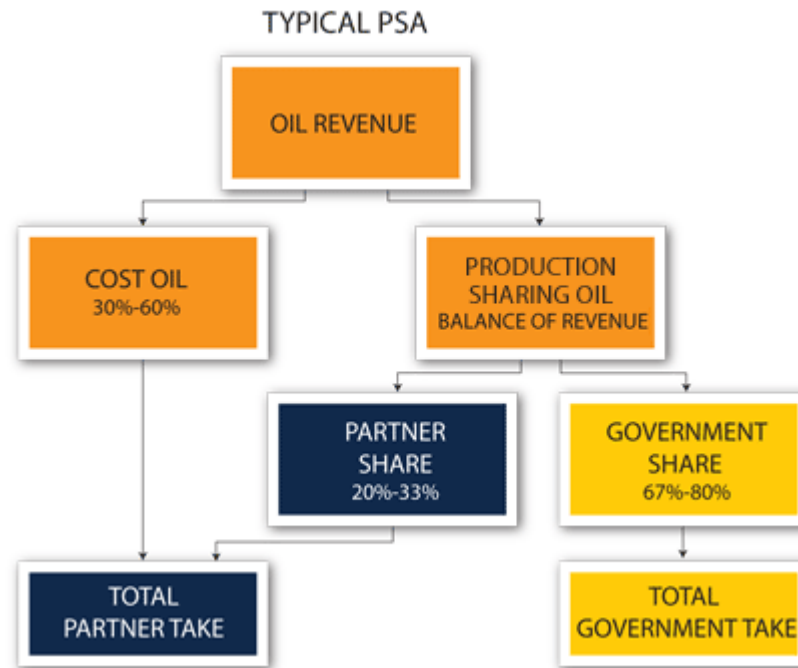 TYPICAL PSA
OIL REVENUE
COST OIL
30%-60%
PRODUCTION
SHARING OIL
BALANCE OF REVENUE
PARTNER
SHARE
20%-33%
GOVERNMENT
SHARE
67%-80%
TOTAL
PARTNER TAKE
TOTAL
GOVERNMENT TAKE